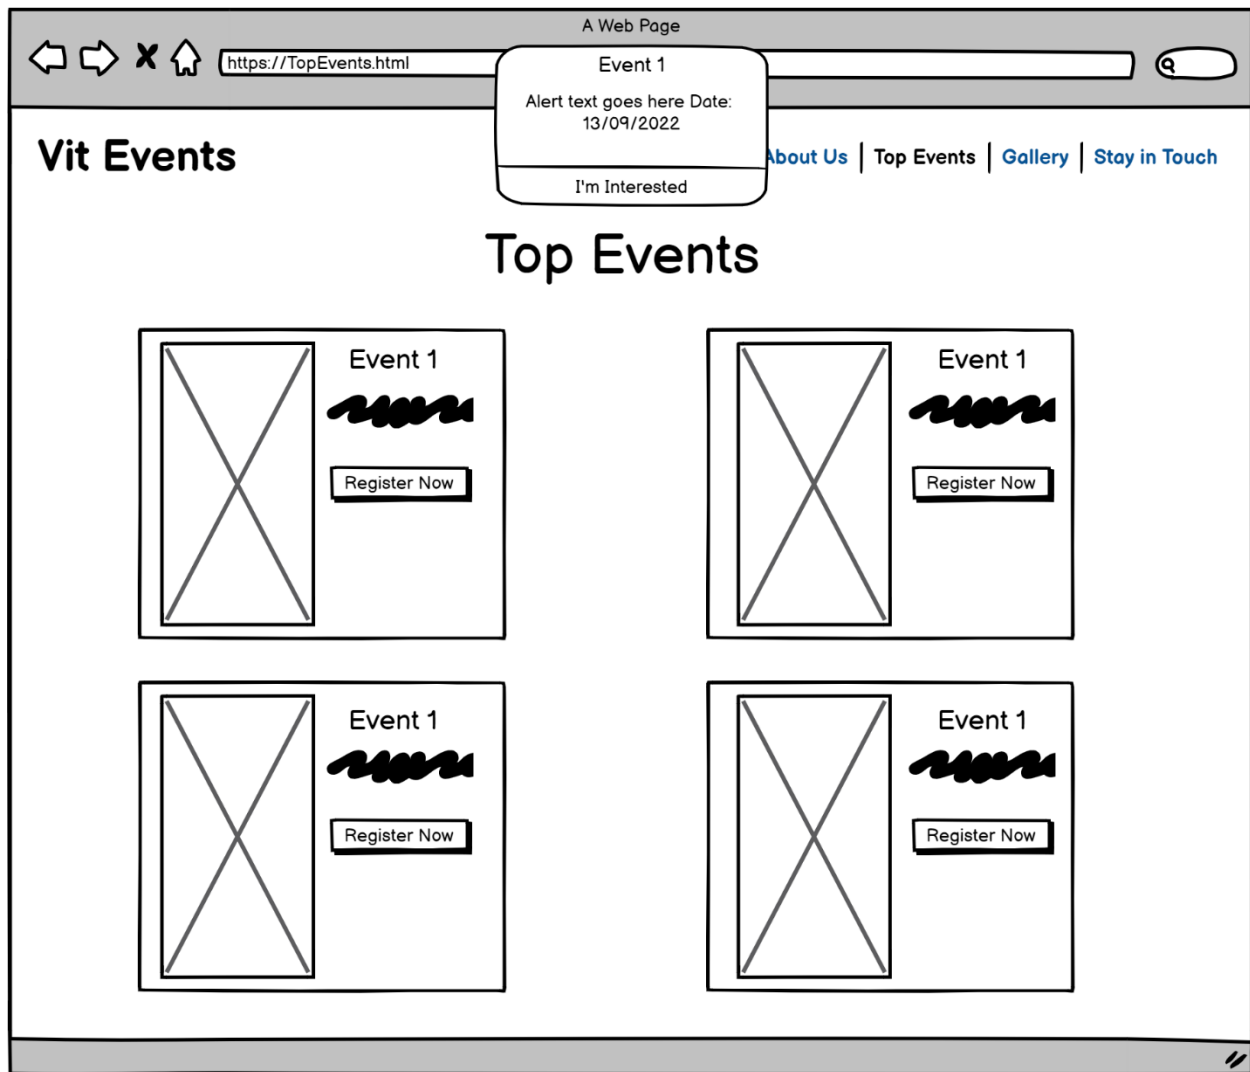 A Web Page
https://TopEvents.html
Event 1
Alert text goes here Date:
13/09/2022
I'm Interested
Vit Events
About Us | Top Events | Gallery | Stay in Touch
Top Events
Event 1
Register Now
Event 1
Register Now
Event 1
Register Now
Event 1
Register Now